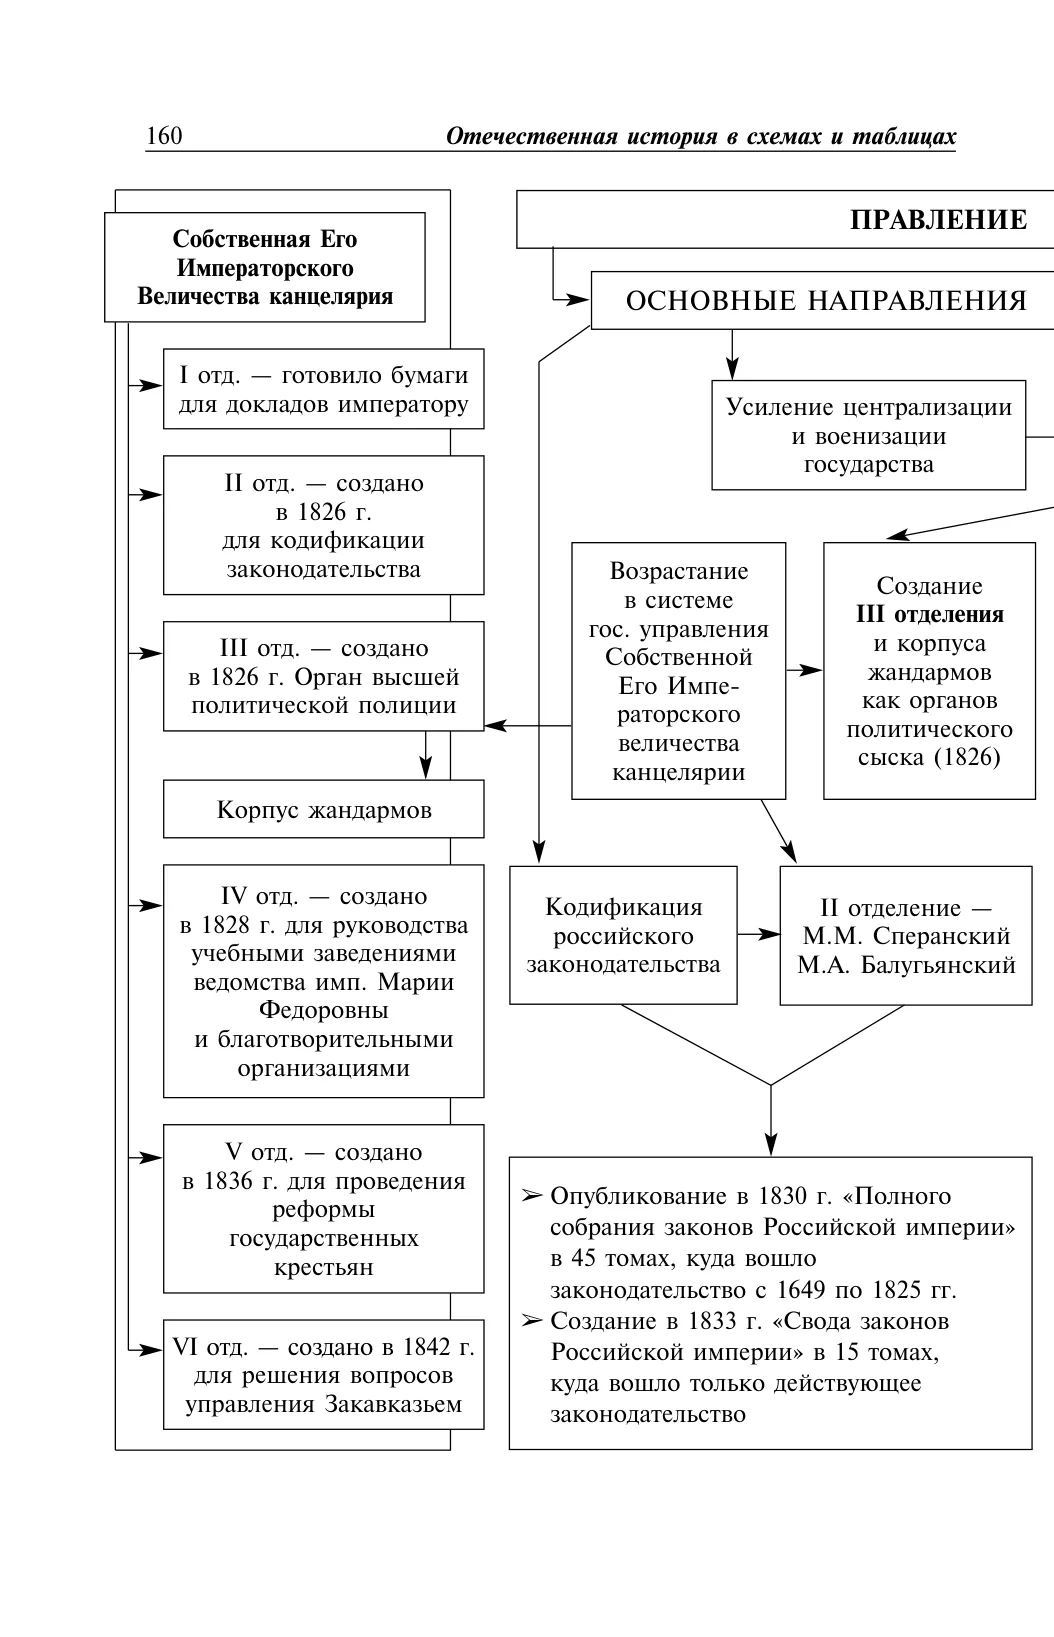 160
Отечественная история в схемах и таблицах
Собственная Его
Императорского
Величества канцелярия
I отд. — готовило бумаги
для докладов императору
II отд. — создано
в 1826 г.
для кодификации
законодательства
III отд. — создано
в 1826 г. Орган высшей
политической полиции
Корпус жандармов
IV отд. — создано
в 1828 г. для руководства
учебными заведениями
ведомства имп. Марии
Федоровны
и благотворительными
организациями
V отд. — создано
в 1836 г. для проведения
реформы
государственных
крестьян
VI отд. — создано в 1842 г.
для решения вопросов
управления Закавказьем
ПРАВЛЕНИЕ
ОСНОВНЫЕ НАПРАВЛЕНИЯ
Усиление централизации
и военизации
государства
Возрастание
в системе
гос. управления
Собственной
Его Импе-
раторского
величества
канцелярии
Создание
III отделения
и корпуса
жандармов
как органов
политического
сыска (1826)
Кодификация
российского
законодательства
II отделение —
М.М. Сперанский
М.А. Балугьянский
➢ Опубликование в 1830 г. «Полного
собрания законов Российской империи»
в 45 томах, куда вошло
законодательство с 1649 по 1825 гг.
➢ Создание в 1833 г. «Свода законов
Российской империи» в 15 томах,
куда вошло только действующее
законодательство